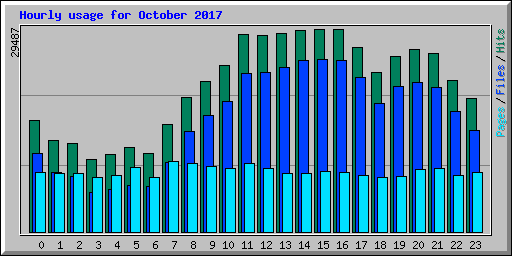 Hourly usage for October 2017
29487
Pages / Files / Hits
0 1 2 3 4 5 6 7 8 9 10 11 12 13 14 15 16 17 18 19 20 21 22 23